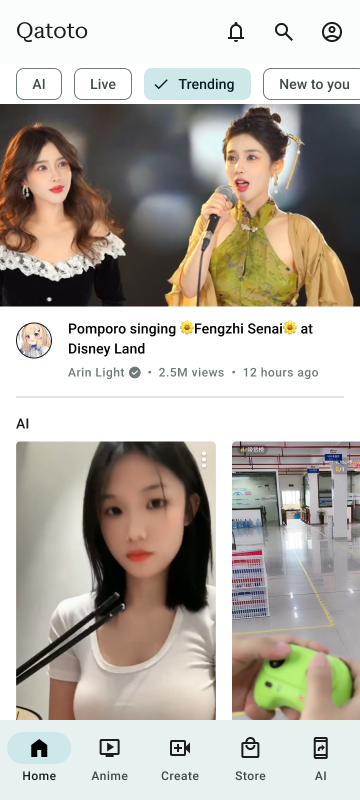 Qatoto
AI
Live
Trending
New to you
Pomporo singing 🌼Fengzhi Senai🌼 at
Disney Land
Arin Light • 2.5M views • 12 hours ago
AI
Home
Anime
Create
Store
AI